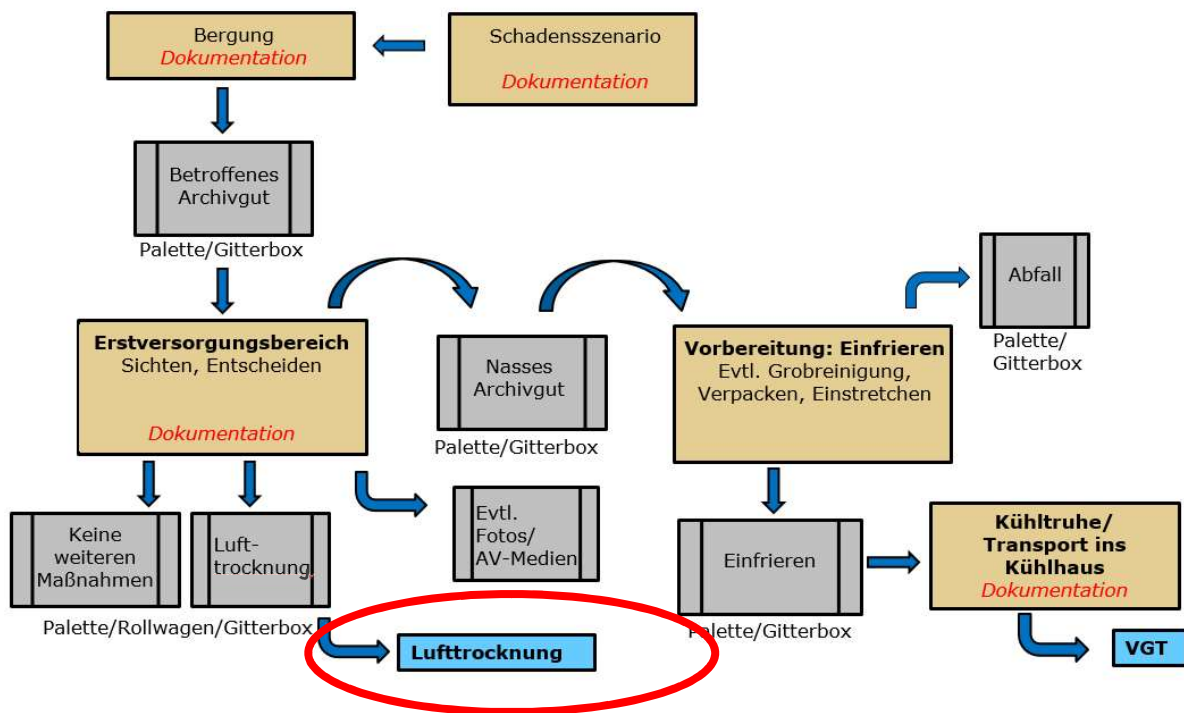 Bergung
Dokumentation
Schadensszenario
Dokumentation
Betroffenes
Archivgut
Palette/Gitterbox
Erstversorgungsbereich
Sichten, Entscheiden
Dokumentation
Nasses
Archivgut
Palette/Gitterbox
Vorbereitung: Einfrieren
Evtl. Grobreinigung,
Verpacken, Einstretchen
Abfall
Palette/
Gitterbox
Keine
weiteren
Maßnahmen
Luft-
trocknung
Palette/Rollwagen/Gitterbox
Evtl.
Fotos/
AV-Medien
Einfrieren
Palette/Gitterbox
Kühltruhe/
Transport ins
Kühlhaus
Dokumentation
Lufttrocknung
VGT